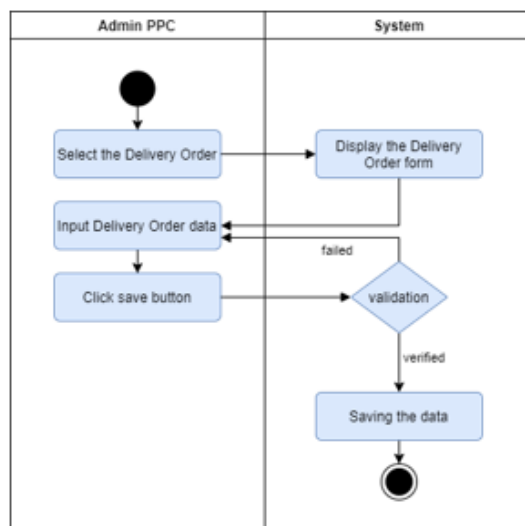 Admin PPC
System
Select the Delivery Order
Display the Delivery
Order form
Input Delivery Order data
failed
Click save button
validation
verified
Saving the data